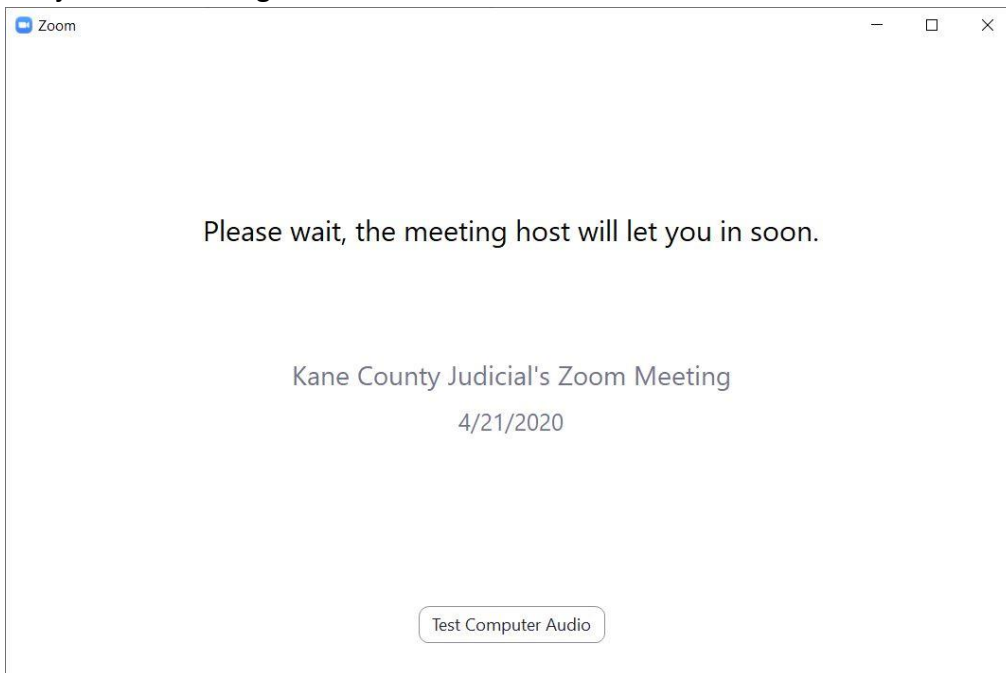 Zoom
Please wait, the meeting host will let you in soon.
Kane County Judicial's Zoom Meeting
4/21/2020
Test Computer Audio